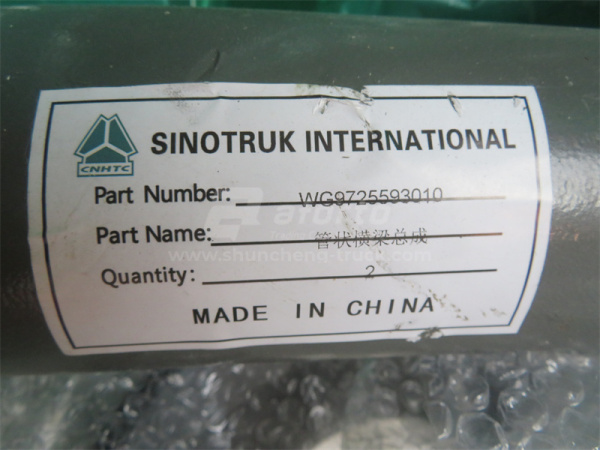 CNHTC
SINOTRUK INTERNATIONAL
Part Number: WG9725593010
Part Name: 管状横梁总成
www.shuncheng-truck.com
Quantity: 2
MADE IN CHINA